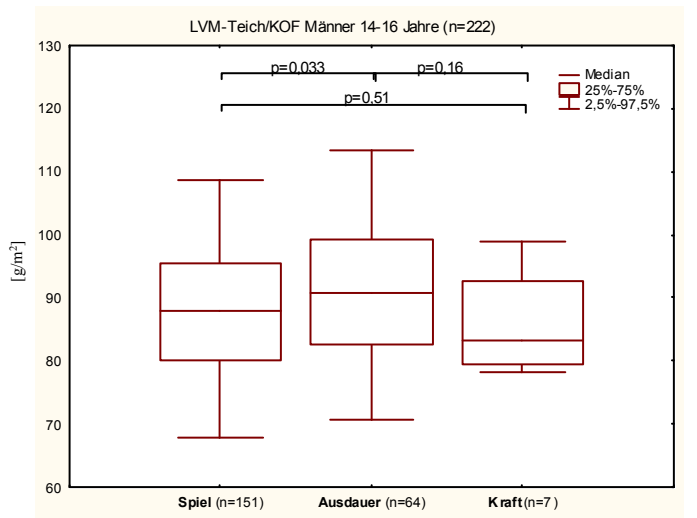 LVM-Teich/KOF Männer 14-16 Jahre (n=222)
130
120
110
100
90
80
70
60
[g/m²]
p=0,033
p=0,16
p=0,51
Median
25%-75%
2,5%-97,5%
Spiel (n=151)
Ausdauer (n=64)
Kraft (n=7)